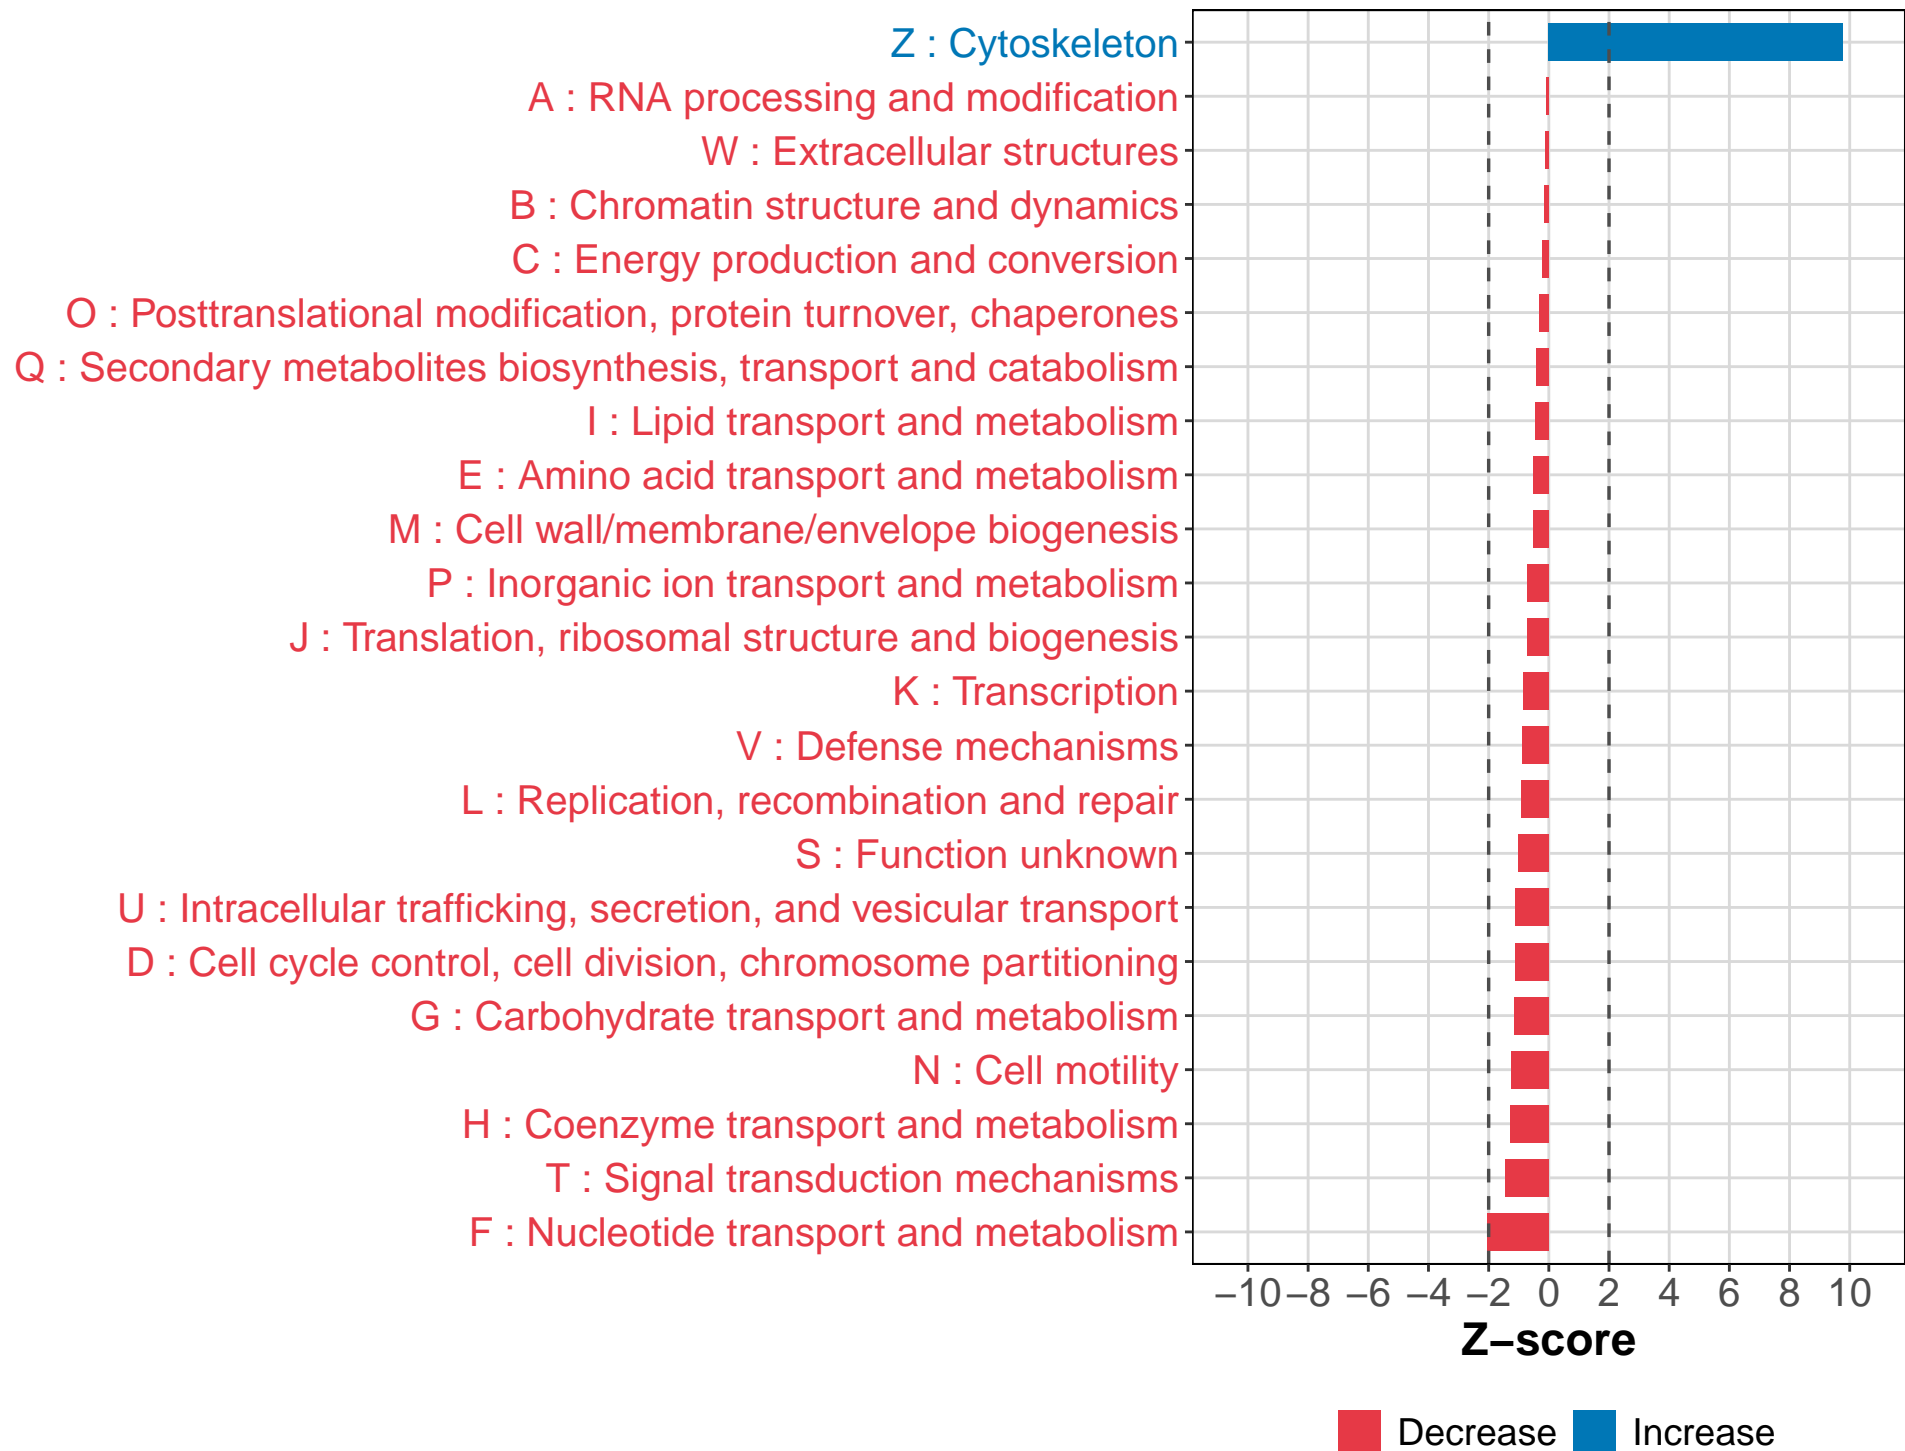 Z : Cytoskeleton
A : RNA processing and modification
W : Extracellular structures
B : Chromatin structure and dynamics
C : Energy production and conversion
O : Posttranslational modification, protein turnover, chaperones
Q : Secondary metabolites biosynthesis, transport and catabolism
I : Lipid transport and metabolism
E : Amino acid transport and metabolism
M : Cell wall/membrane/envelope biogenesis
P : Inorganic ion transport and metabolism
J : Translation, ribosomal structure and biogenesis
K : Transcription
V : Defense mechanisms
L : Replication, recombination and repair
S : Function unknown
U : Intracellular trafficking, secretion, and vesicular transport
D : Cell cycle control, cell division, chromosome partitioning
G : Carbohydrate transport and metabolism
N : Cell motility
H : Coenzyme transport and metabolism
T : Signal transduction mechanisms
F : Nucleotide transport and metabolism
−10 −8 −6 −4 −2 0 2 4 6 8 10
Z−score
Decrease Increase